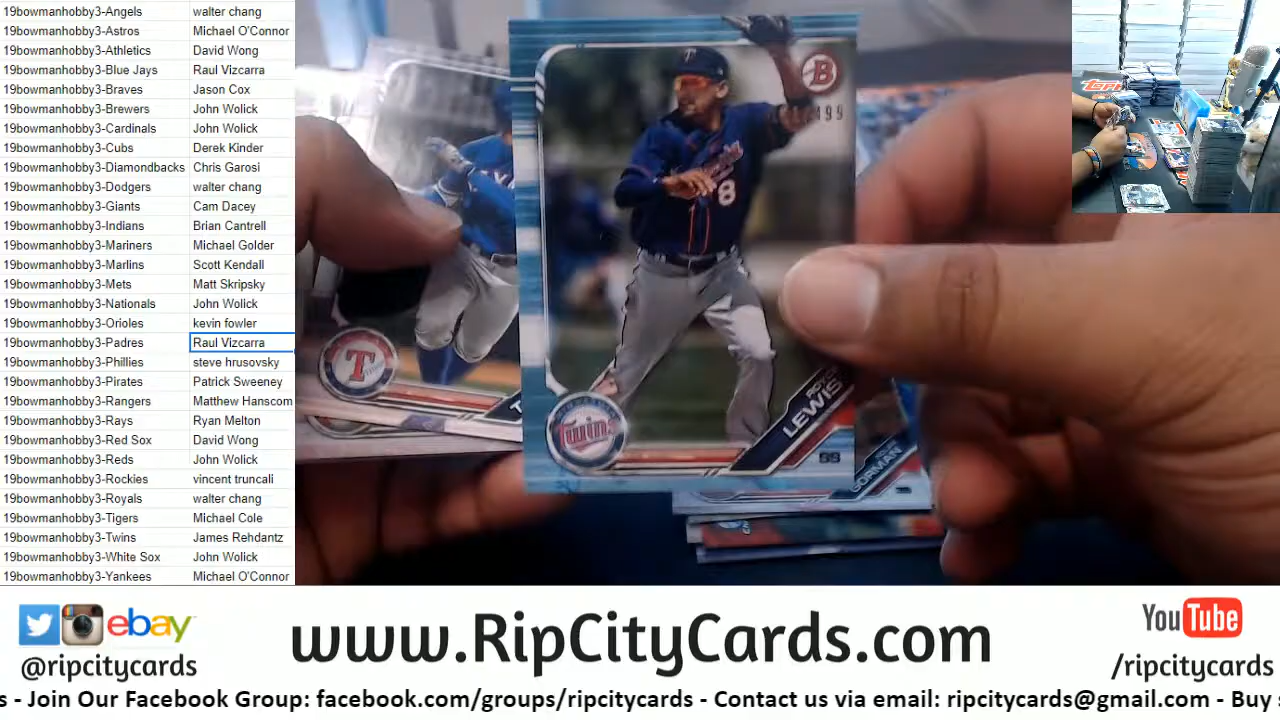 19bowmanhobby3-Angels walter chang
19bowmanhobby3-Astros Michael O'Connor
19bowmanhobby3-Athletics David Wong
19bowmanhobby3-Blue Jays Raul Vizcarra
19bowmanhobby3-Braves Jason Cox
19bowmanhobby3-Brewers John Wolick
19bowmanhobby3-Cardinals John Wolick
19bowmanhobby3-Cubs Derek Kinder
19bowmanhobby3-Diamondbacks Chris Garosi
19bowmanhobby3-Dodgers walter chang
19bowmanhobby3-Giants Cam Dacey
19bowmanhobby3-Indians Brian Cantrell
19bowmanhobby3-Mariners Michael Golder
19bowmanhobby3-Marlins Scott Kendall
19bowmanhobby3-Mets Matt Skripsky
19bowmanhobby3-Nationals John Wolick
19bowmanhobby3-Orioles kevin fowler
19bowmanhobby3-Padres Raul Vizcarra
19bowmanhobby3-Phillies steve hrusovsky
19bowmanhobby3-Pirates Patrick Sweeney
19bowmanhobby3-Rangers Matthew Hanscom
19bowmanhobby3-Rays Ryan Melton
19bowmanhobby3-Red Sox David Wong
19bowmanhobby3-Reds John Wolick
19bowmanhobby3-Rockies vincent truncali
19bowmanhobby3-Royals walter chang
19bowmanhobby3-Tigers Michael Cole
19bowmanhobby3-Twins James Rehdantz
19bowmanhobby3-White Sox John Wolick
19bowmanhobby3-Yankees Michael O'Connor
B
8
Twins
LEWIS
SS
T
GORMAN
topps
ebay
@ripcitycards
www.RipCityCards.com
YouTube
/ripcitycards
s - Join Our Facebook Group: facebook.com/groups/ripcitycards - Contact us via email: ripcitycards@gmail.com - Buy